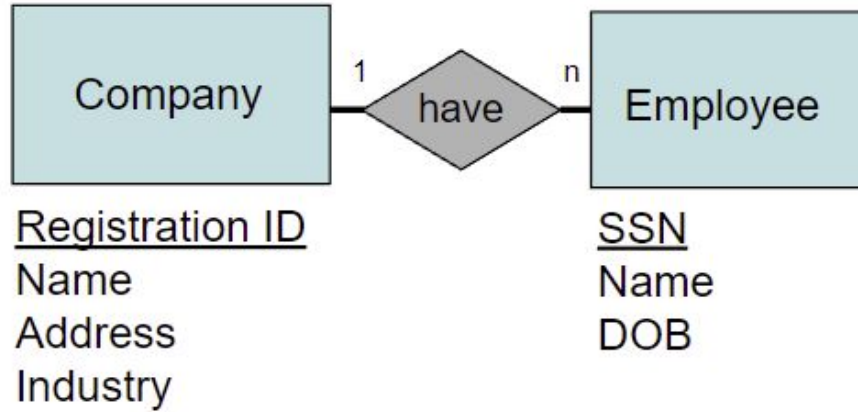 Company
1
have
n
Employee
Registration ID
Name
Address
Industry
SSN
Name
DOB